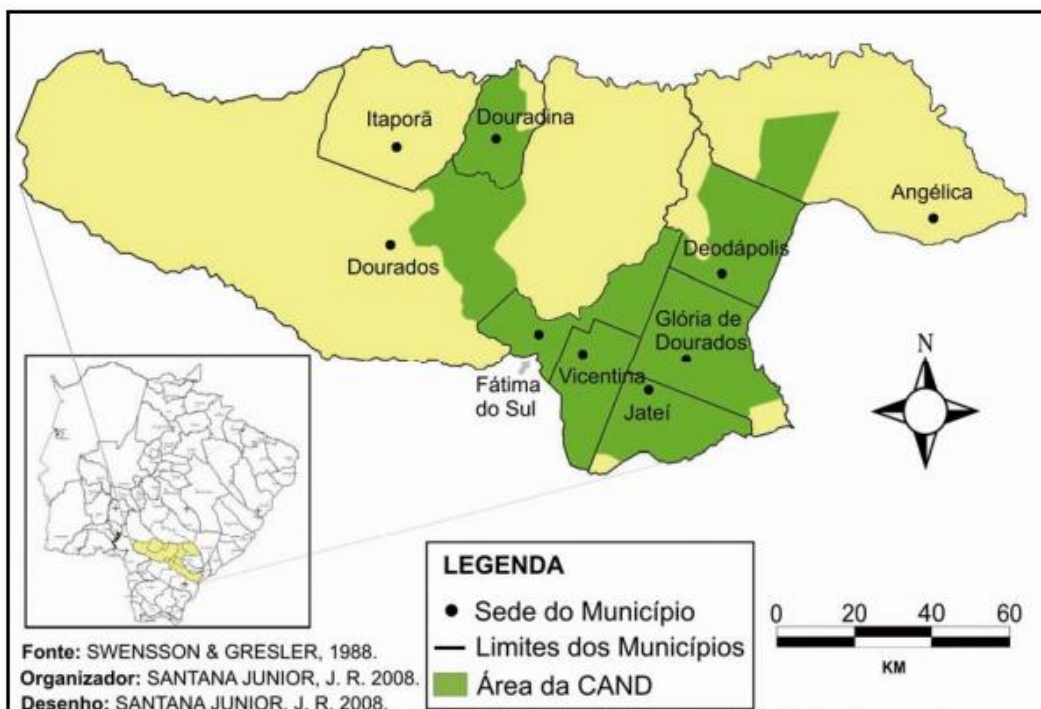 Itaporã
Douradina
Angélica
Dourados
Deodápolis
Glória de
Dourados
Fátima
do Sul
Vicentina
Jateí
N
LEGENDA
Sede do Município
Limites dos Municípios
Área da CAND
0 20 40 60
KM
Fonte: SWENSSON & GRESLER, 1988.
Organizador: SANTANA JUNIOR, J. R. 2008.
Desenho: SANTANA JUNIOR, J. R. 2008.